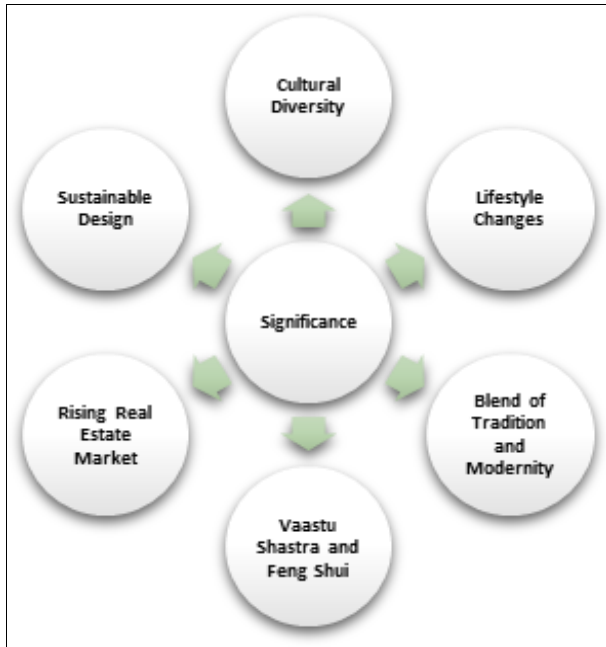 Cultural
Diversity
Lifestyle
Changes
Blend of
Tradition
and
Modernity
Vaastu
Shastra and
Feng Shui
Rising Real
Estate
Market
Sustainable
Design
Significance